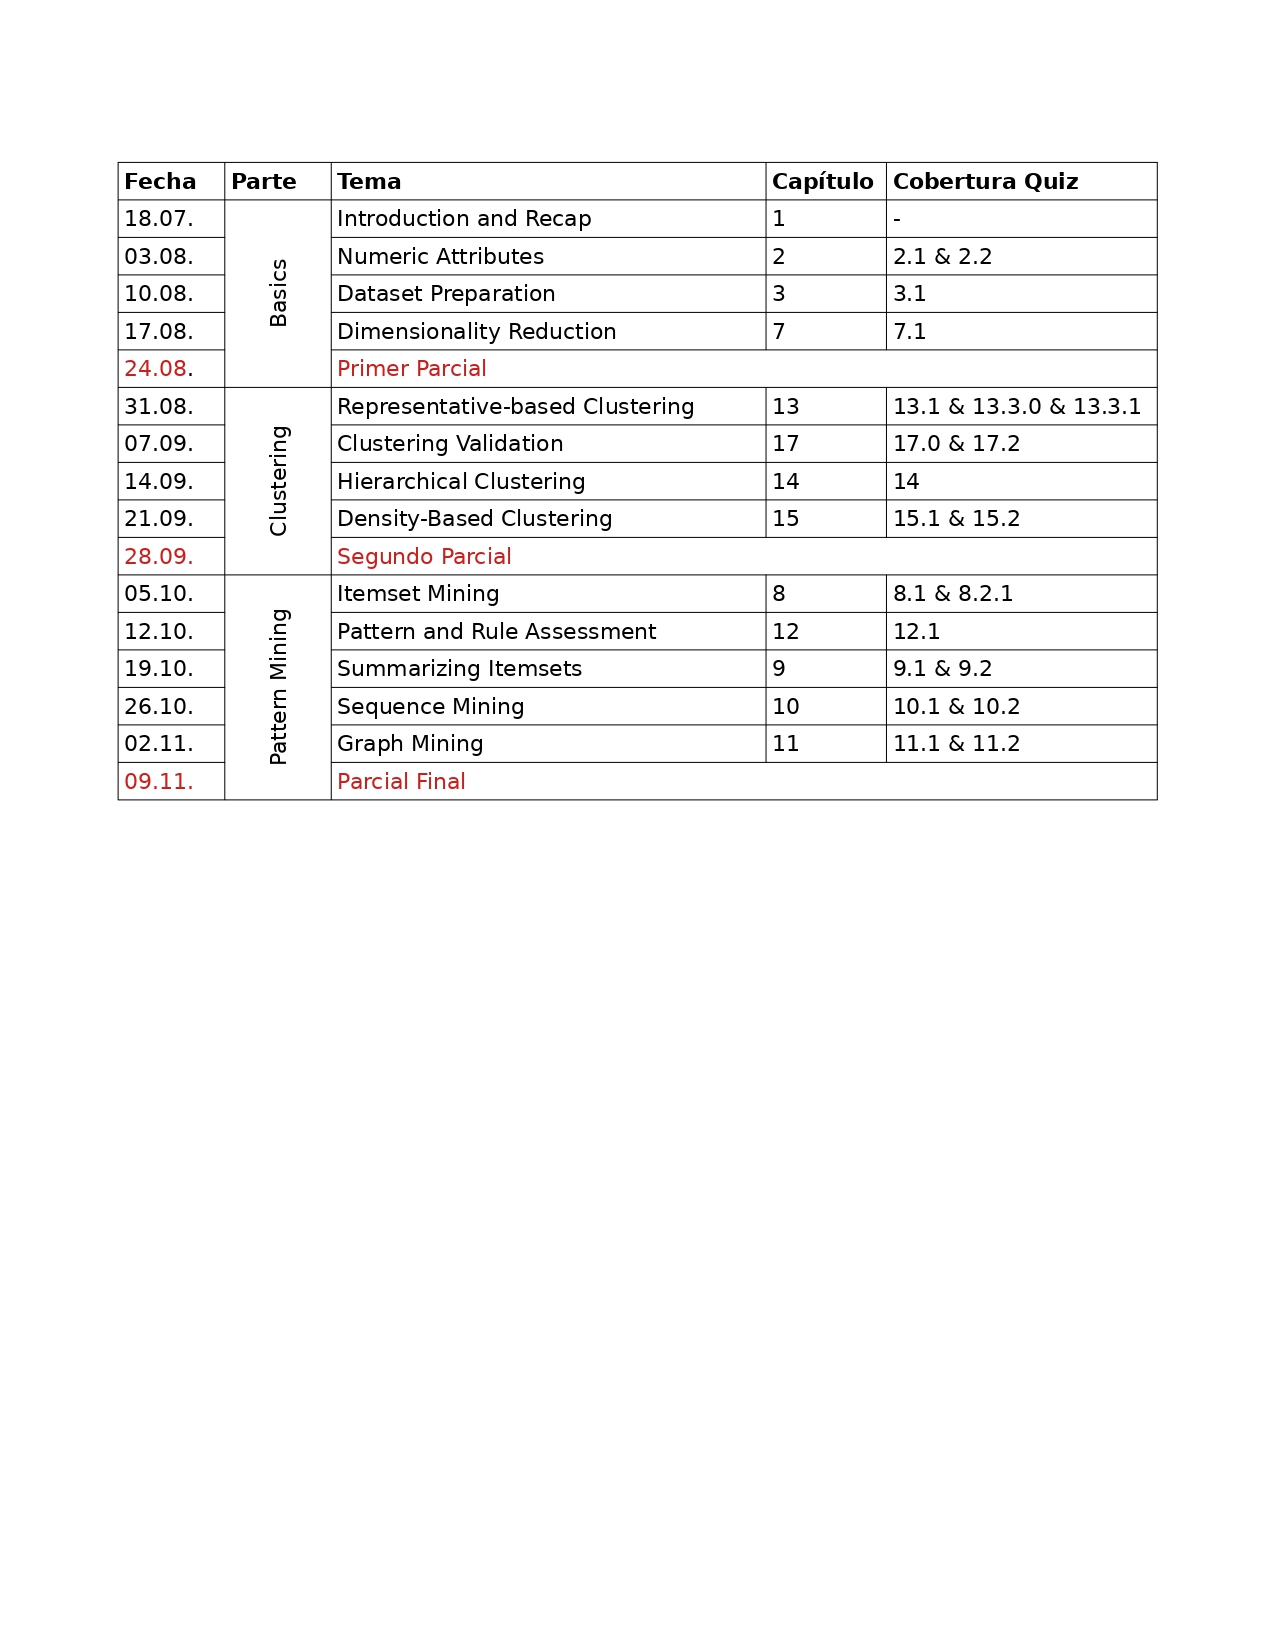 Fecha Parte Tema Capítulo Cobertura Quiz
18.07. Basics Introduction and Recap 1 -
03.08. Numeric Attributes 2 2.1 & 2.2
10.08. Dataset Preparation 3 3.1
17.08. Dimensionality Reduction 7 7.1
24.08. Primer Parcial
31.08. Clustering Representative-based Clustering 13 13.1 & 13.3.0 & 13.3.1
07.09. Clustering Validation 17 17.0 & 17.2
14.09. Hierarchical Clustering 14 14
21.09. Density-Based Clustering 15 15.1 & 15.2
28.09. Segundo Parcial
05.10. Pattern Mining Itemset Mining 8 8.1 & 8.2.1
12.10. Pattern and Rule Assessment 12 12.1
19.10. Summarizing Itemsets 9 9.1 & 9.2
26.10. Sequence Mining 10 10.1 & 10.2
02.11. Graph Mining 11 11.1 & 11.2
09.11. Parcial Final